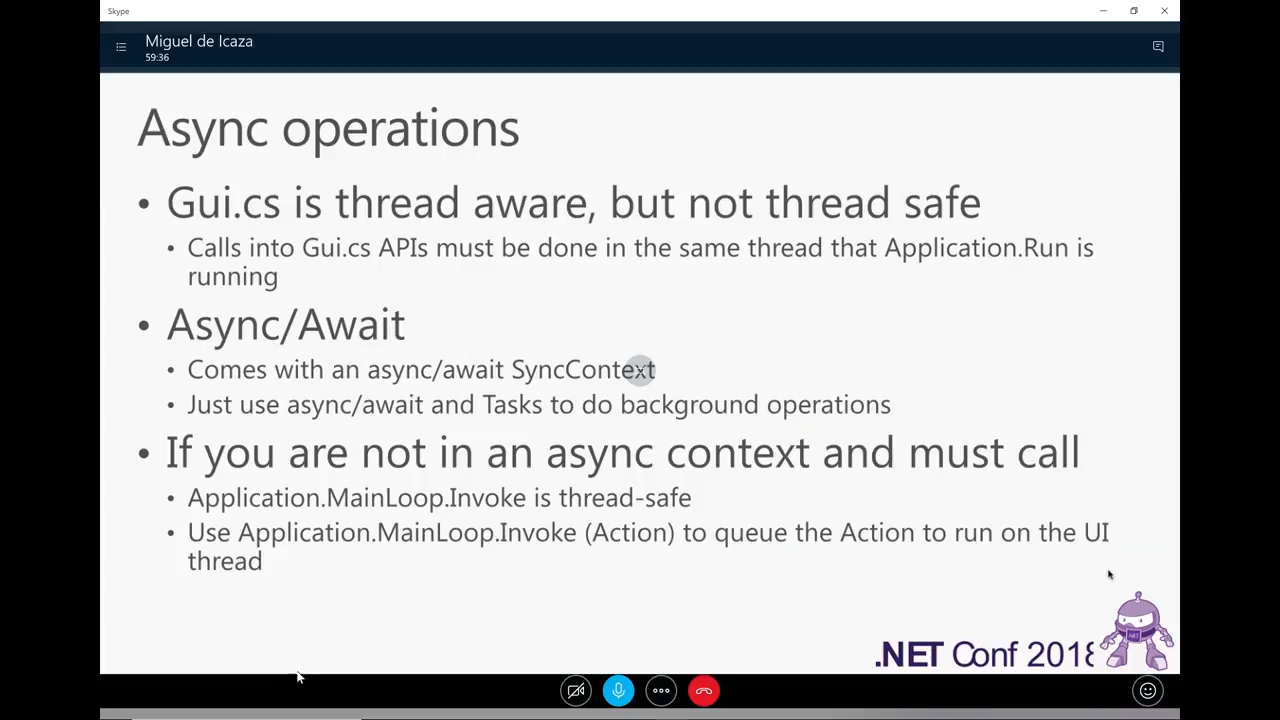 Skype
Miguel de Icaza
59:36
Async operations
• Gui.cs is thread aware, but not thread safe
• Calls into Gui.cs APIs must be done in the same thread that Application.Run is
running
• Async/Await
• Comes with an async/await SyncContext
• Just use async/await and Tasks to do background operations
• If you are not in an async context and must call
• Application.MainLoop.Invoke is thread-safe
• Use Application.MainLoop.Invoke (Action) to queue the Action to run on the UI
thread
.NET Conf 2018
.NET